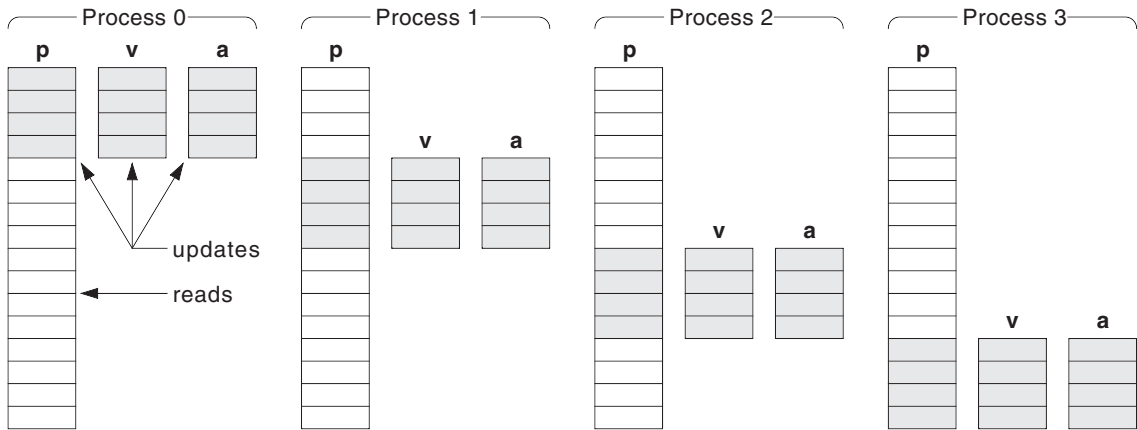 Process 0
Process 1
Process 2
Process 3
p v a
p
p
p
v a
v a
v a
updates
reads